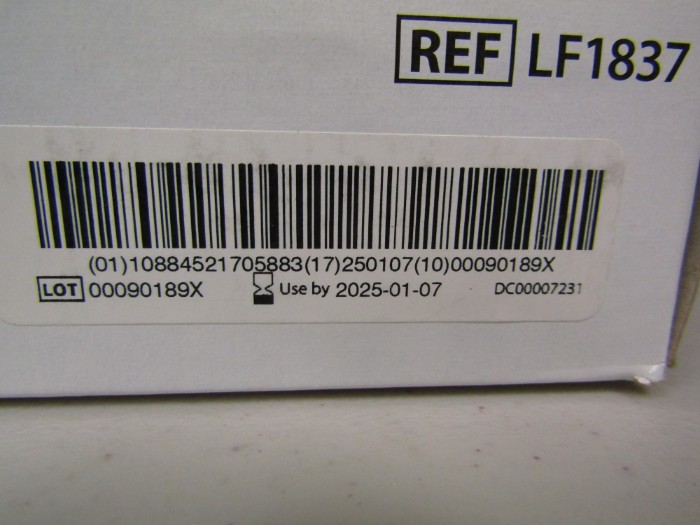 REF LF1837
(01)10884521705883(17)250107(10)00090189X
LOT 00090189X Use by 2025-01-07 DC00007231